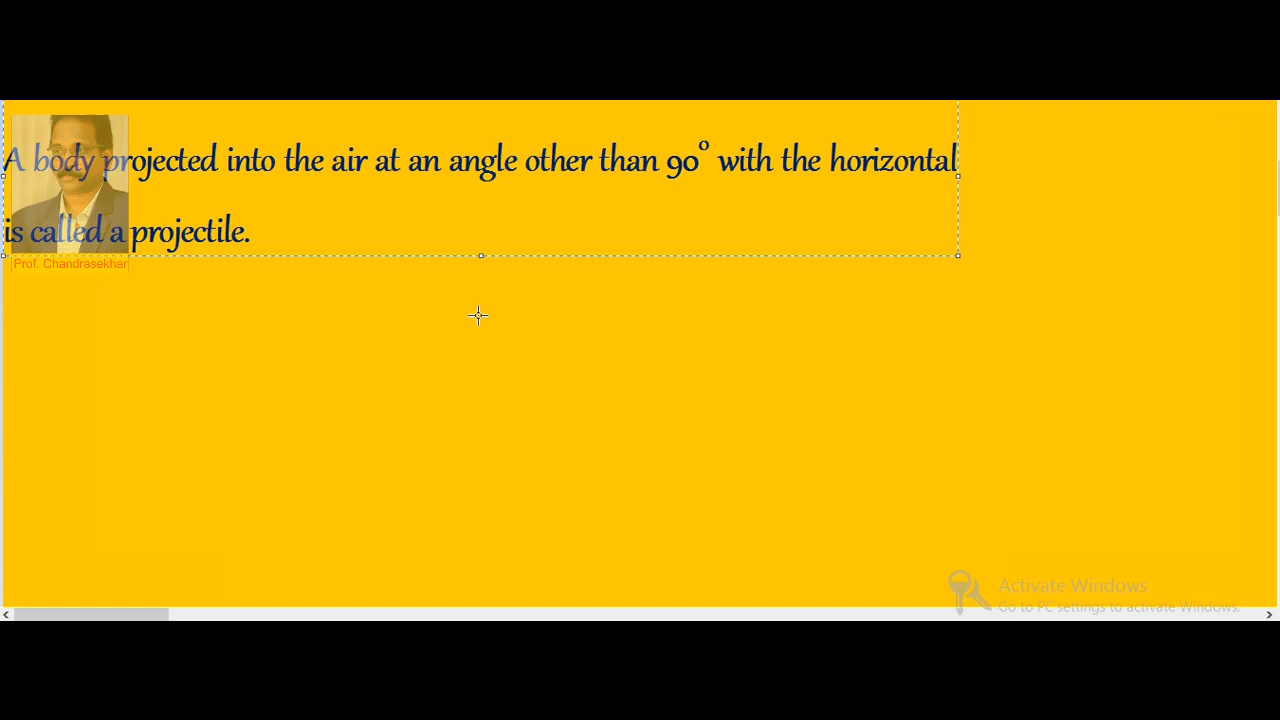 A body projected into the air at an angle other than 90° with the horizontal
is called a projectile.
Prof. Chandrasekhar
Activate Windows
Go to PC settings to activate Windows.